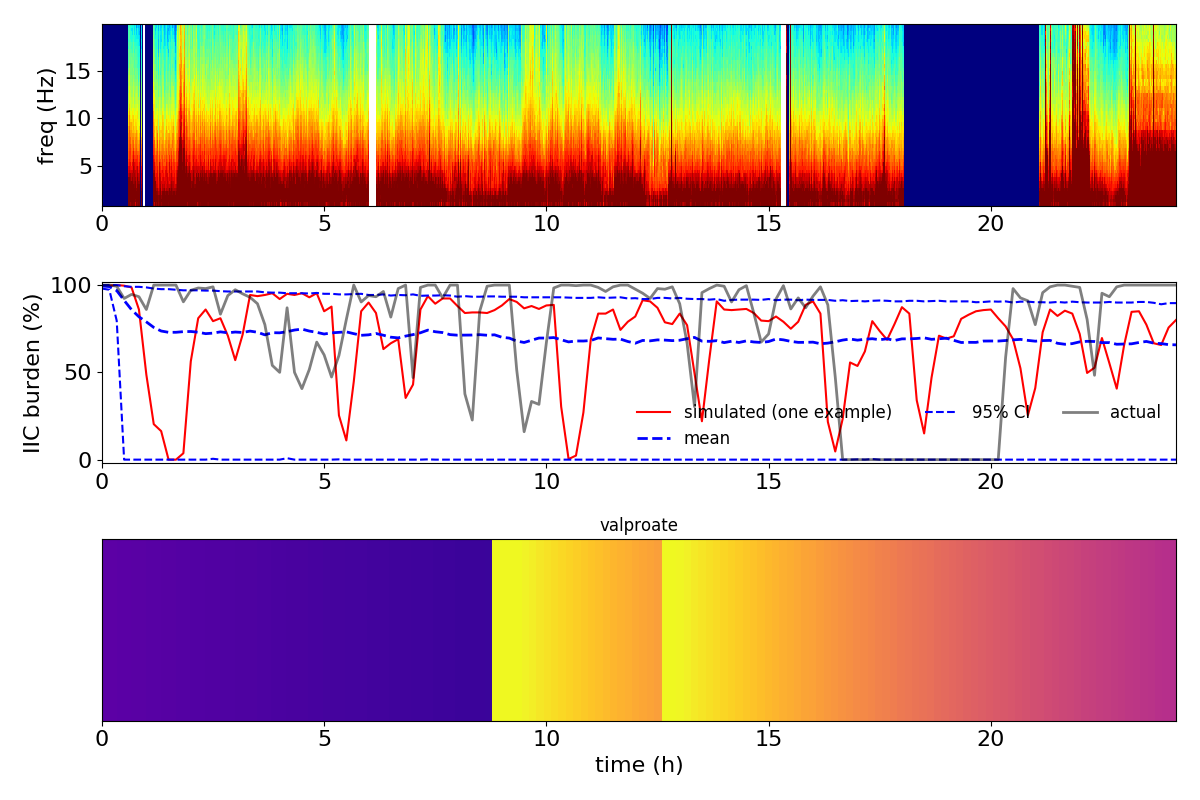 freq (Hz)
15
10
5
0 5 10 15 20
IIC burden (%)
100
50
0
simulated (one example) 95% CI actual
mean
0 5 10 15 20
valproate
0 5 10 15 20
time (h)